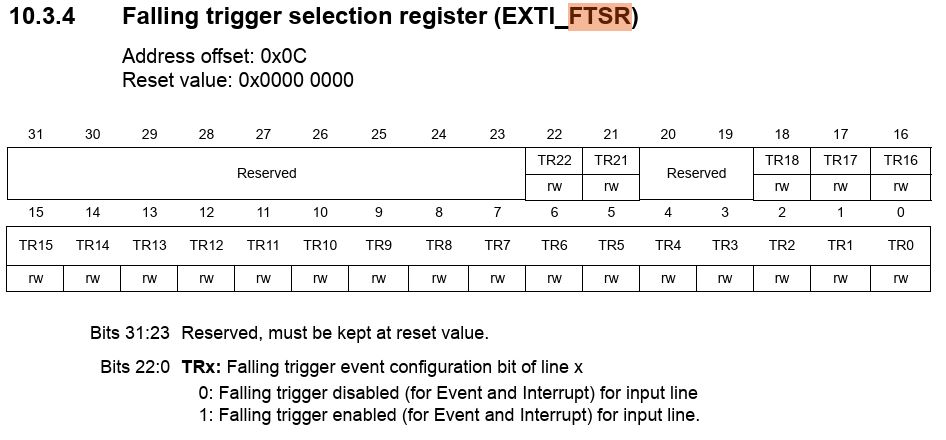 10.3.4 Falling trigger selection register (EXTI_FTSR)
Address offset: 0x0C
Reset value: 0x0000 0000
31 30 29 28 27 26 25 24 23 22 21 20 19 18 17 16
Reserved TR22 TR21 Reserved TR18 TR17 TR16
rw rw rw rw rw
15 14 13 12 11 10 9 8 7 6 5 4 3 2 1 0
TR15 TR14 TR13 TR12 TR11 TR10 TR9 TR8 TR7 TR6 TR5 TR4 TR3 TR2 TR1 TR0
rw rw rw rw rw rw rw rw rw rw rw rw rw rw rw rw
Bits 31:23 Reserved, must be kept at reset value.
Bits 22:0 TRx: Falling trigger event configuration bit of line x
0: Falling trigger disabled (for Event and Interrupt) for input line
1: Falling trigger enabled (for Event and Interrupt) for input line.